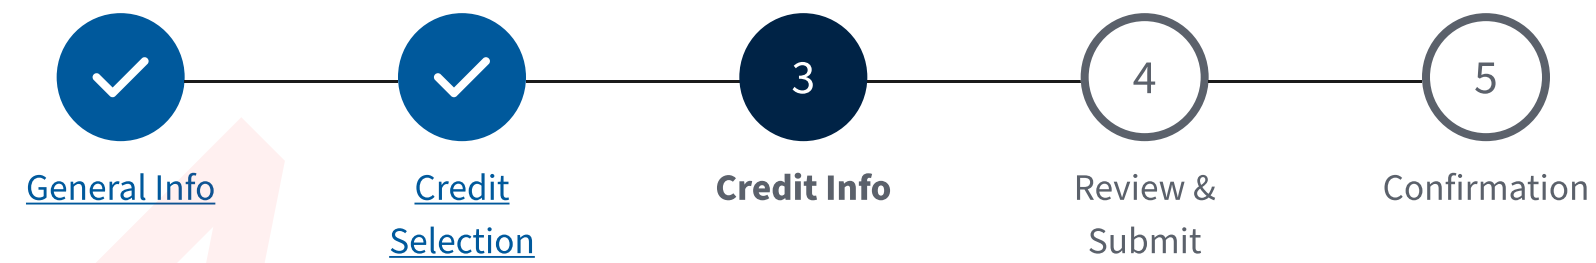 3
4
5
General Info
Credit
Selection
Credit Info
Review &
Submit
Confirmation